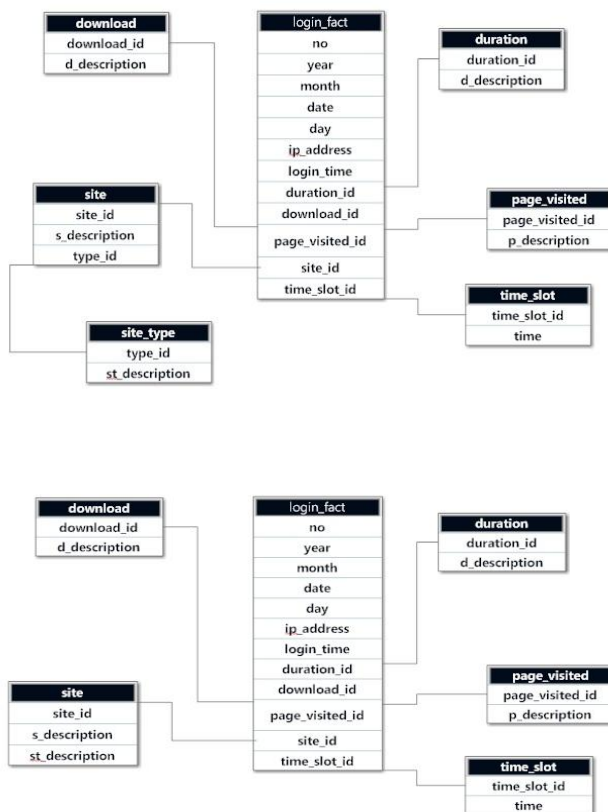 download
download_id
d_description
login_fact
no
year
month
date
day
ip_address
login_time
duration_id
download_id
page_visited_id
site_id
time_slot_id
duration
duration_id
d_description
site
site_id
s_description
type_id
page_visited
page_visited_id
p_description
time_slot
time_slot_id
time
site_type
type_id
st_description
download
download_id
d_description
login_fact
no
year
month
date
day
ip_address
login_time
duration_id
download_id
page_visited_id
site_id
time_slot_id
duration
duration_id
d_description
site
site_id
s_description
st_description
page_visited
page_visited_id
p_description
time_slot
time_slot_id
time